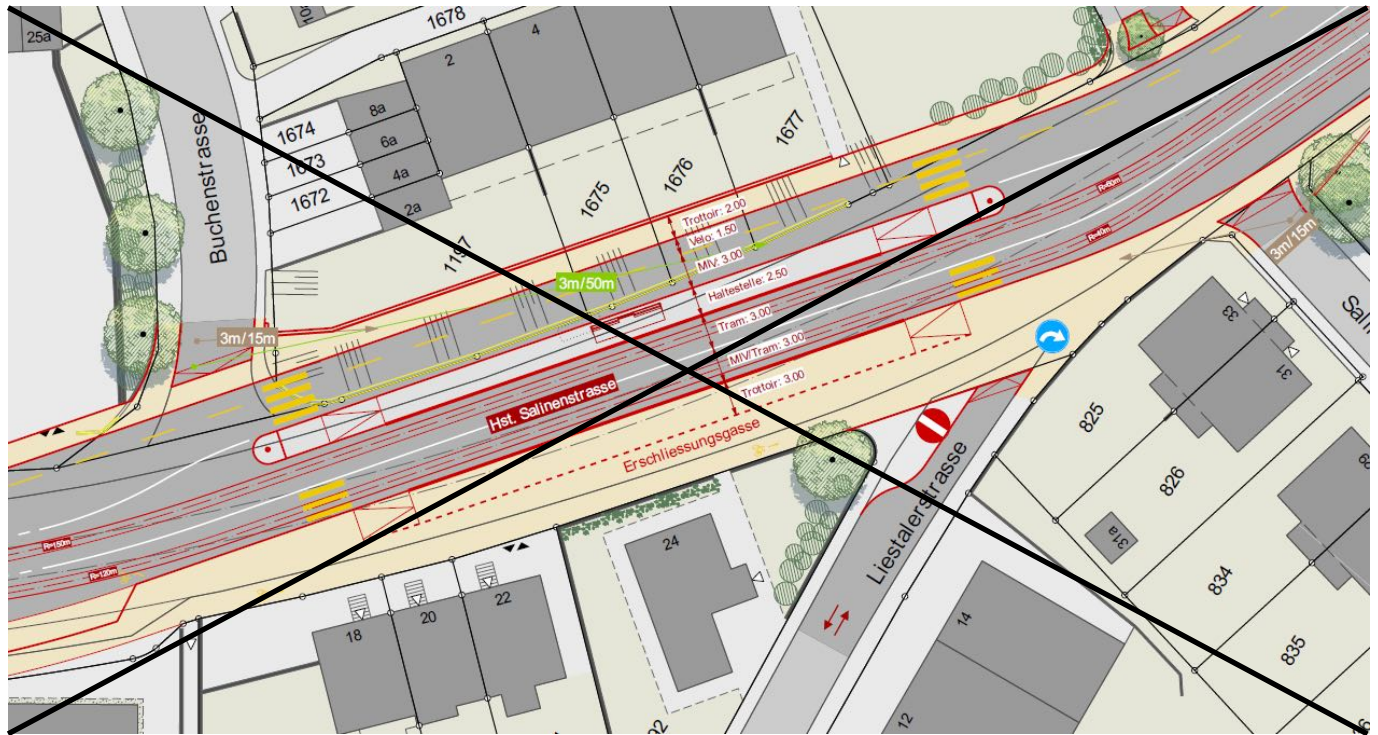 25a
1678
10
2
4
Buchenstrasse
1674
8a
1673
6a
1672
4a
2a
1677
1676
1675
1197
Trottoir: 2.00
Velo: 1.50
MIV: 3.00
Haltestelle: 2.50
Tram: 3.00
MIV/Tram: 3.00
Trottoir: 3.00
3m/50m
3m/15m
3m/15m
R=60m
R=40m
Hst. Salinenstrasse
Erschliessungsgasse
R=150m
R=120m
Liestalerstrasse
Sali
33
31
825
826
31a
834
835
24
22
20
18
14
12
92